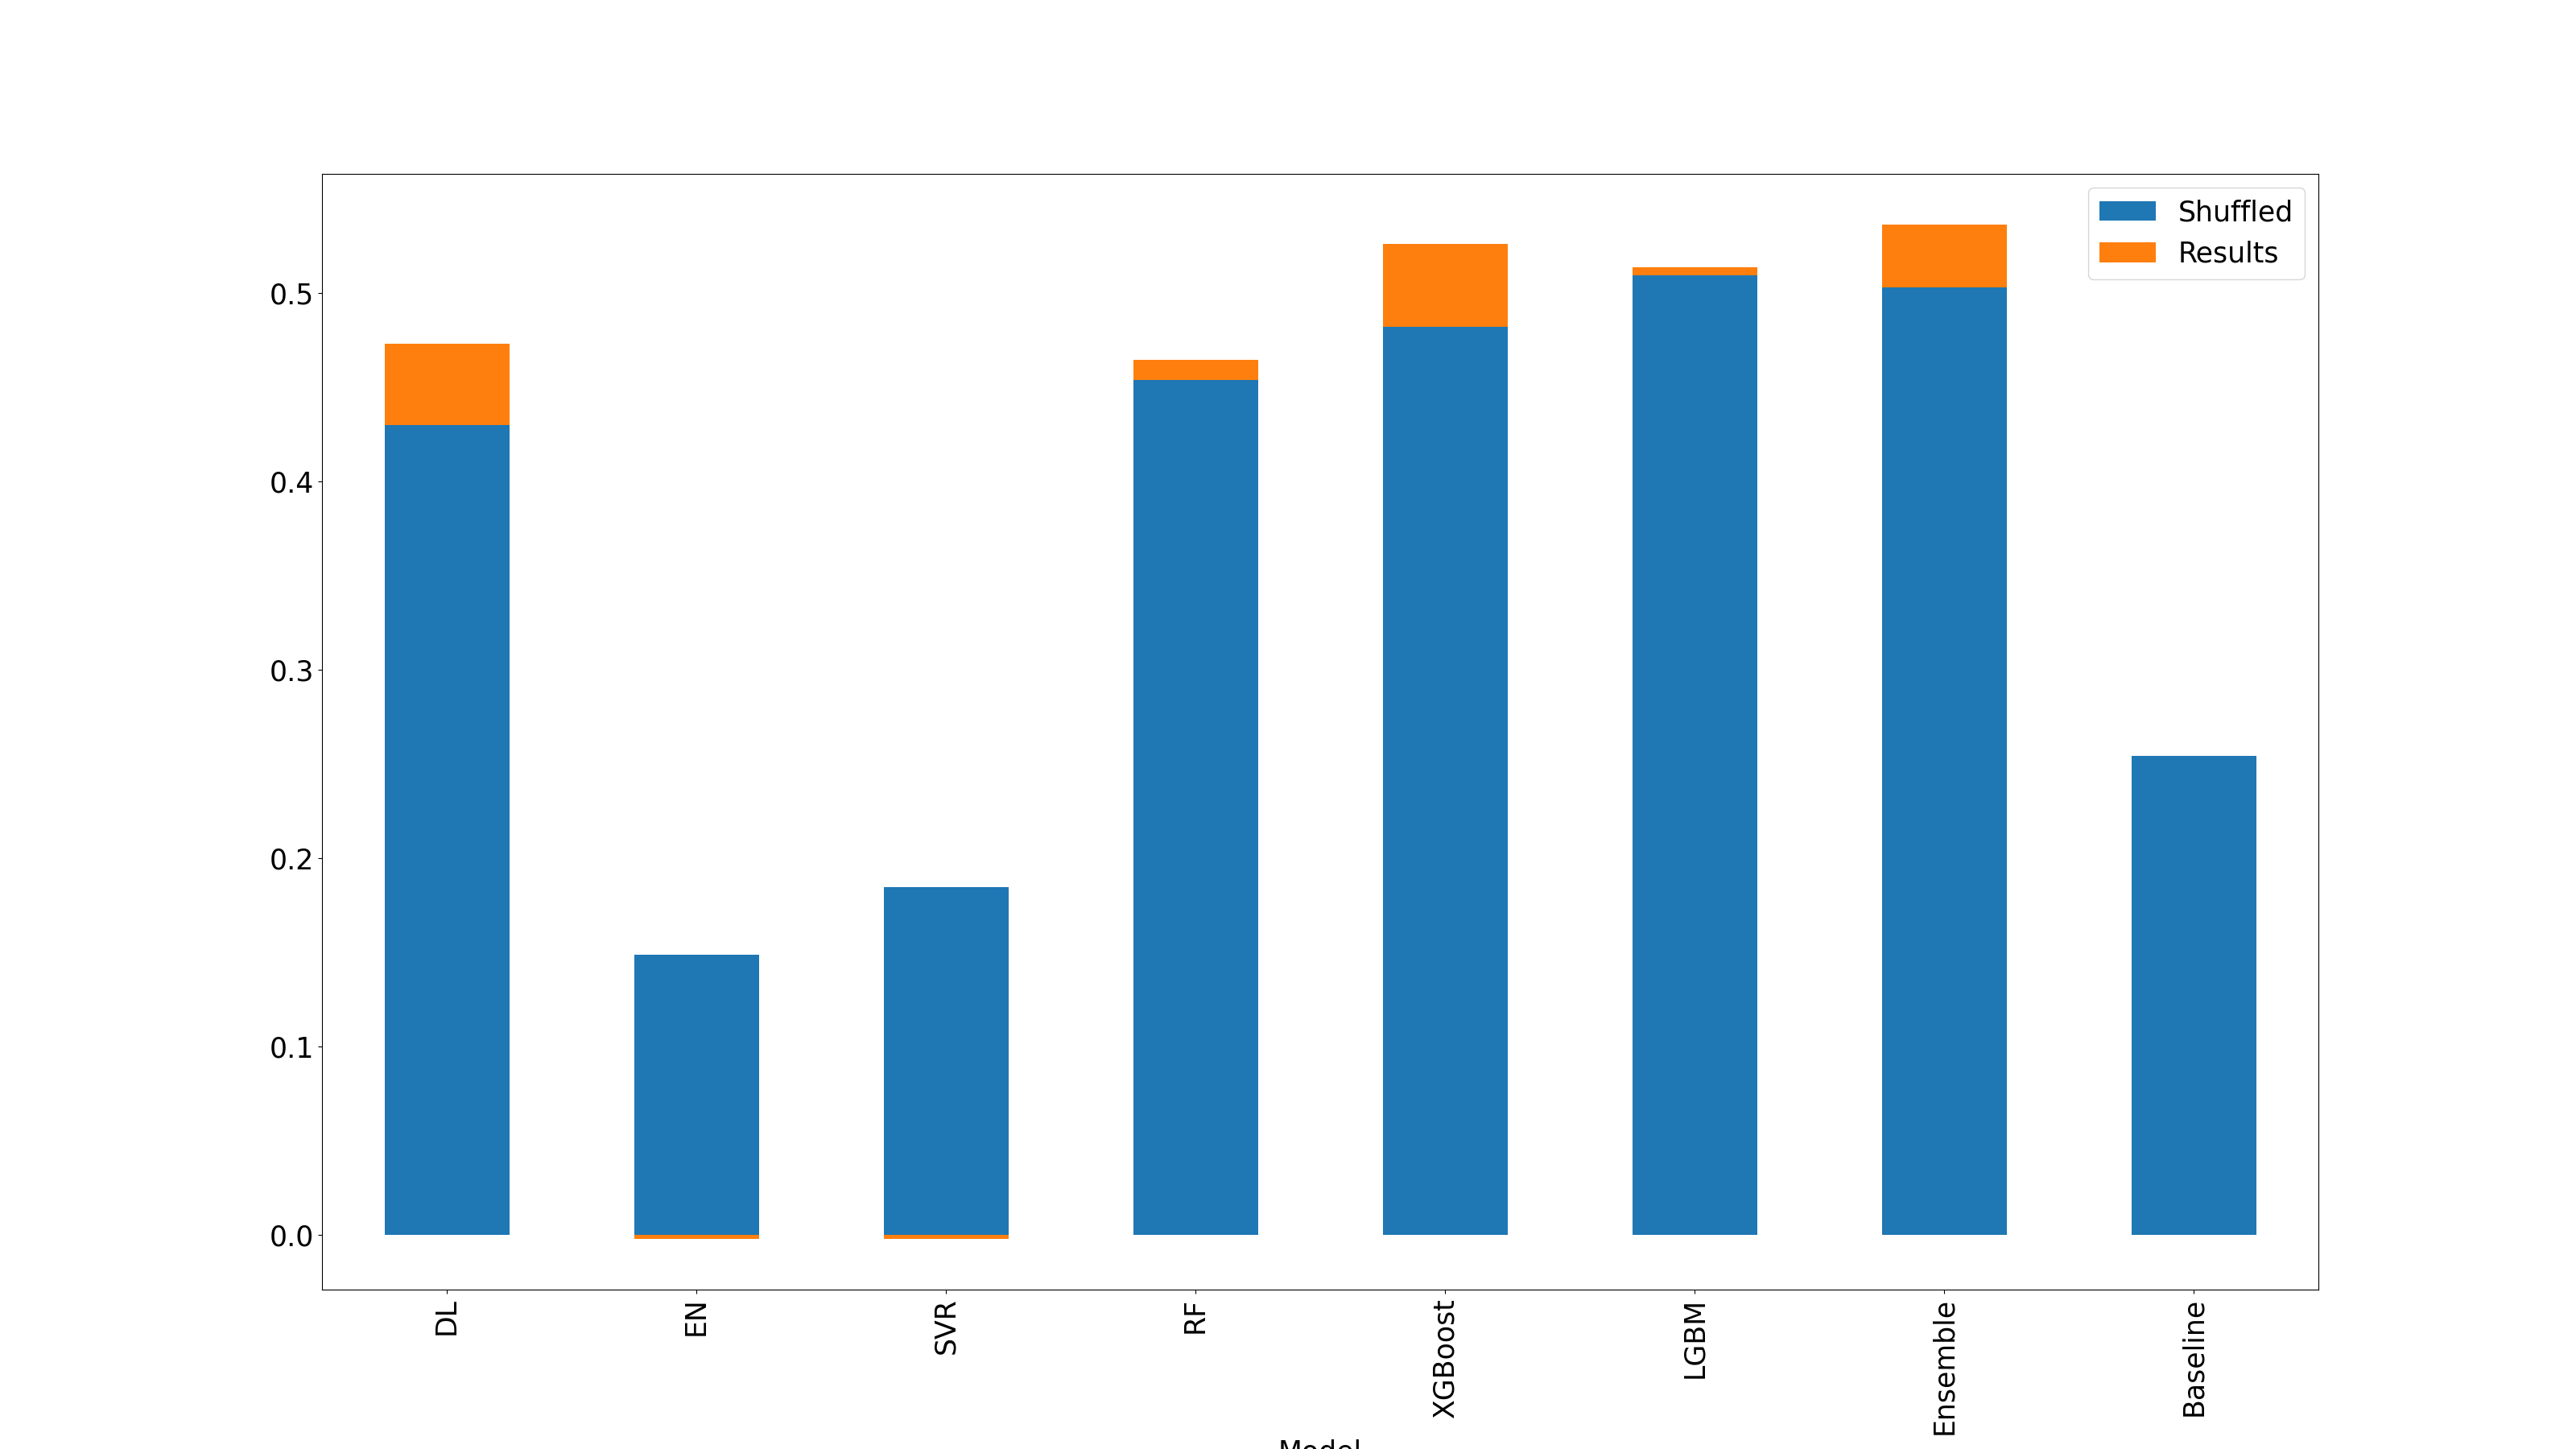 Shuffled
Results
0.5
0.4
0.3
0.2
0.1
0.0
DL
EN
SVR
RF
XGBoost
LGBM
Ensemble
Baseline
Model